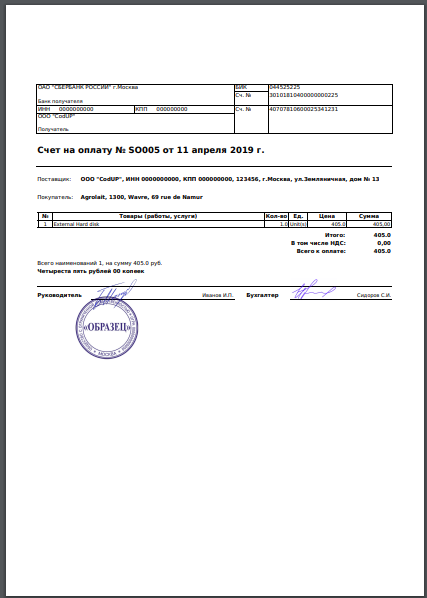 ОАО "СБЕРБАНК РОССИИ" г.Москва
БИК
044525225
Сч. №
30101810400000000225
Банк получателя
ИНН 0000000000
КПП 000000000
Сч. №
40707810600025341231
ООО "CodUP"
Получатель
Счет на оплату № SO005 от 11 апреля 2019 г.
Поставщик: ООО "CodUP", ИНН 0000000000, КПП 000000000, 123456, г.Москва, ул.Земляничная, дом № 13
Покупатель: Agrolait, 1300, Wavre, 69 rue de Namur
№ Товары (работы, услуги) Кол-во Ед. Цена Сумма
1 External Hard disk 1.0 Unit(s) 405.0 405,00
Итого: 405.0
В том числе НДС: 0,00
Всего к оплате: 405.0
Всего наименований 1, на сумму 405.0 руб.
Четыреста пять рублей 00 копеек
Руководитель Иванов И.П. Бухгалтер Сидоров С.И.
«ОБРАЗЕЦ»
МОСКВА